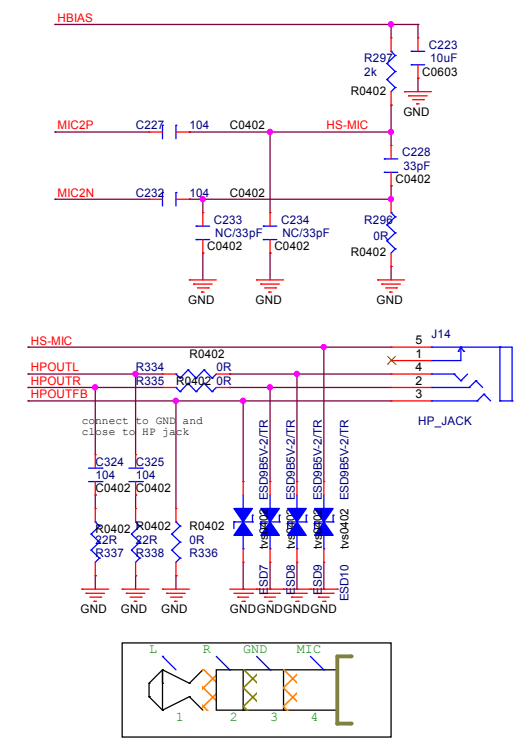 HBIAS
C223
10uF
C0603
R297
2k
R0402
GND
MIC2P
C227
104
C0402
HS-MIC
C228
33pF
C0402
MIC2N
C232
104
C0402
C233
NC/33pF
C0402
C234
NC/33pF
C0402
R296
0R
R0402
GND
GND
GND
HS-MIC
5
J14
1
HPOUTL
R334
R0402
0R
4
HPOUTR
R335
R0402
0R
2
HPOUTFB
3
HP_JACK
connect to GND and
close to HP jack
C324
104
C0402
C325
104
C0402
R0402
22R
R337
R0402
22R
R338
R0402
0R
R336
ESD9B5V-2/TR
ESD9B5V-2/TR
ESD9B5V-2/TR
ESD9B5V-2/TR
tvs0402
tvs0402
tvs0402
tvs0402
ESD7
ESD8
ESD9
ESD10
GND
GND
GND
GND
GND
GND
GND
L
R
GND
MIC
1
2
3
4